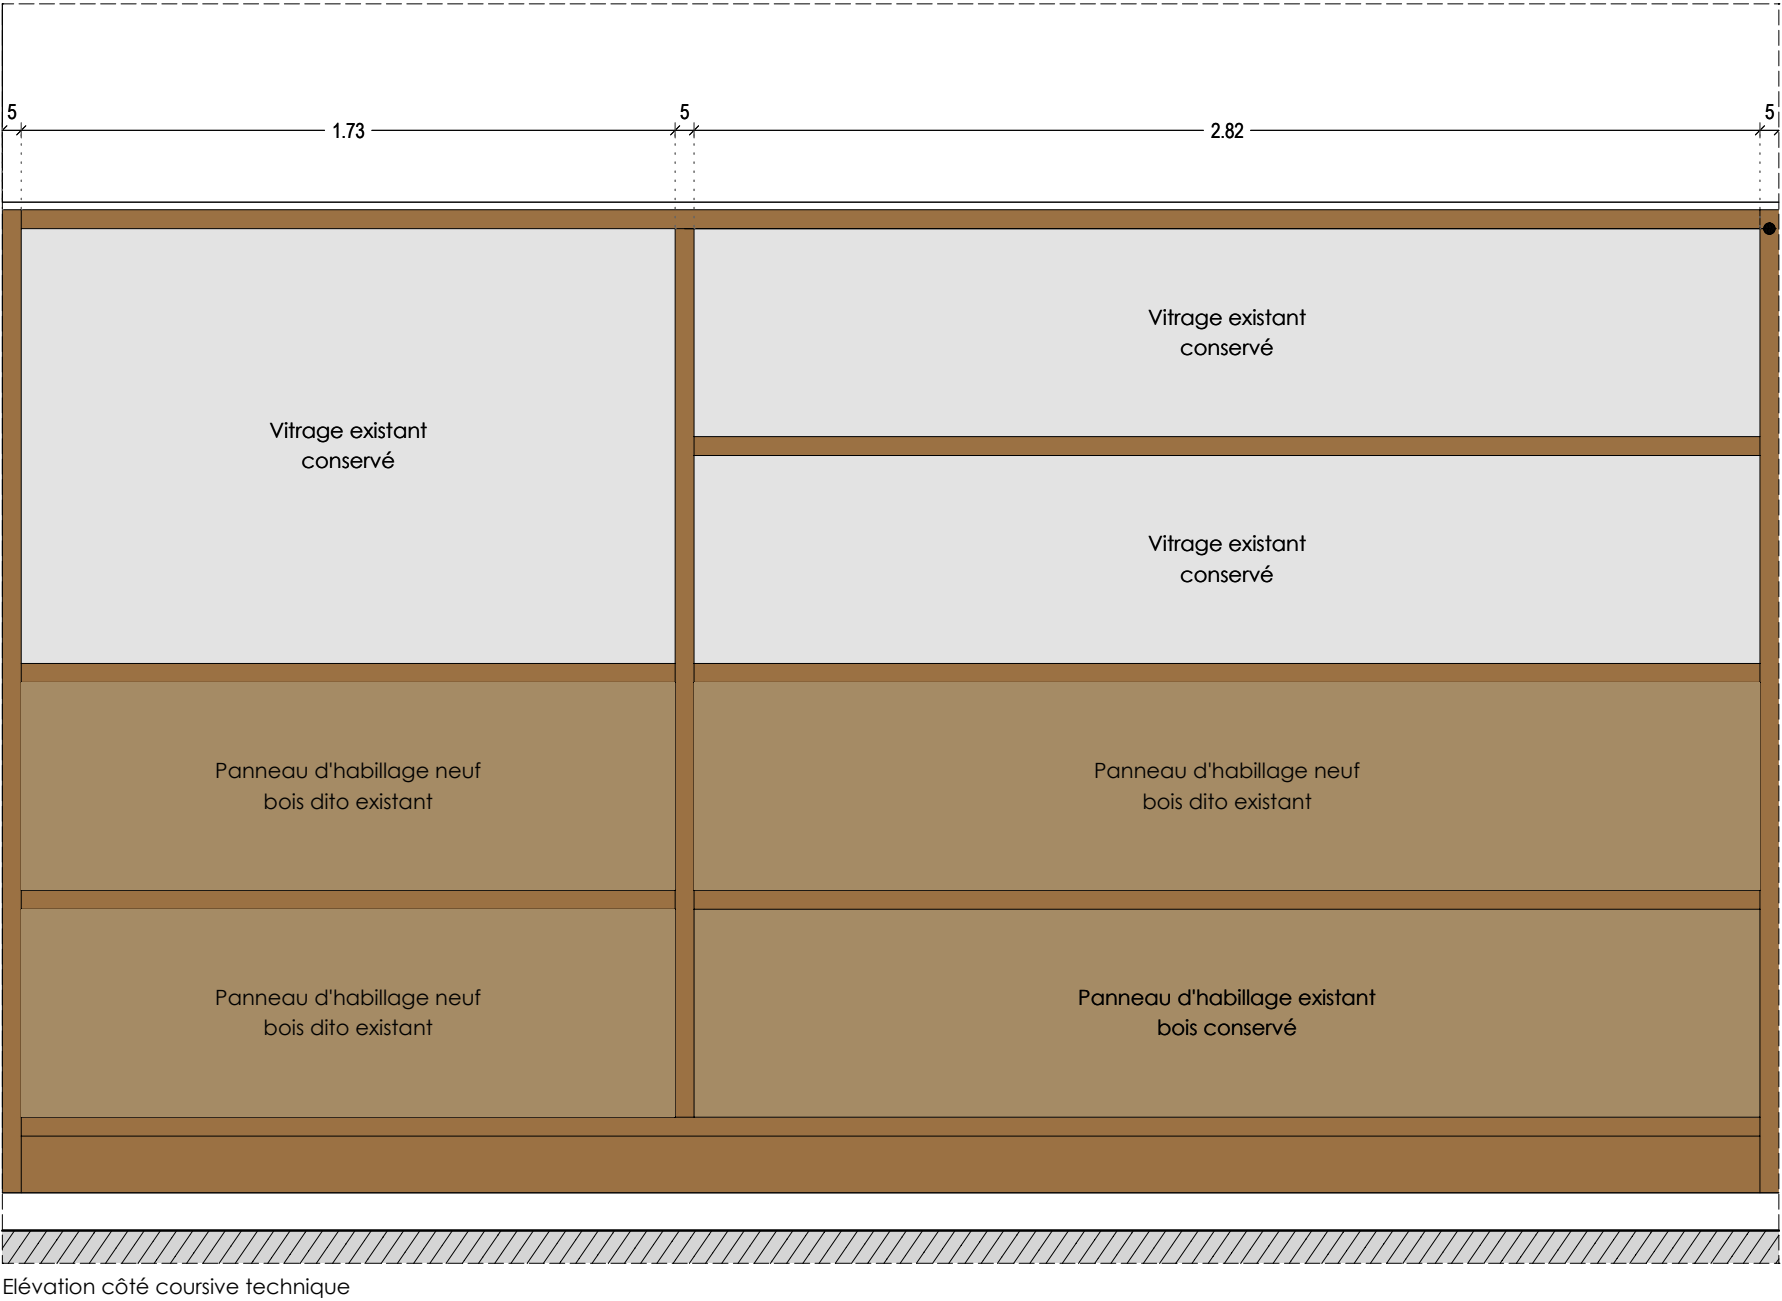 5
5
5
1.73
2.82
Vitrage existant
conservé
Vitrage existant
conservé
Vitrage existant
conservé
Panneau d'habillage neuf
bois dito existant
Panneau d'habillage neuf
bois dito existant
Panneau d'habillage neuf
bois dito existant
Panneau d'habillage existant
bois conservé
Elévation côté coursive technique